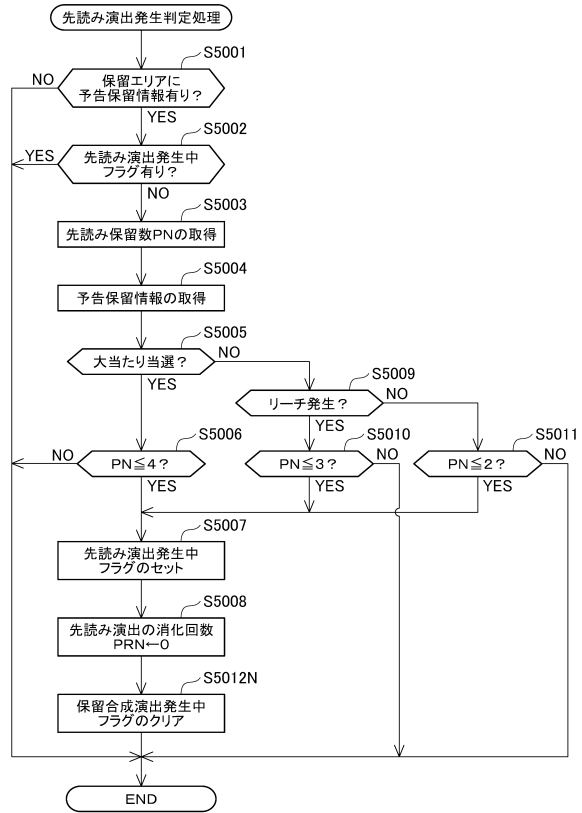 先読み演出発生判定処理
S5001
保留エリアに
予告保留情報有り？
NO
YES
S5002
先読み演出発生中
フラグ有り？
YES
NO
S5003
先読み保留数PNの取得
S5004
予告保留情報の取得
S5005
大当たり当選？
NO
YES
S5009
リーチ発生？
NO
YES
S5006
PN≦4？
NO
YES
S5010
PN≦3？
NO
YES
S5011
PN≦2？
NO
YES
S5007
先読み演出発生中
フラグのセット
S5008
先読み演出の消化回数
PRN←0
S5012N
保留合成演出発生中
フラグのクリア
END